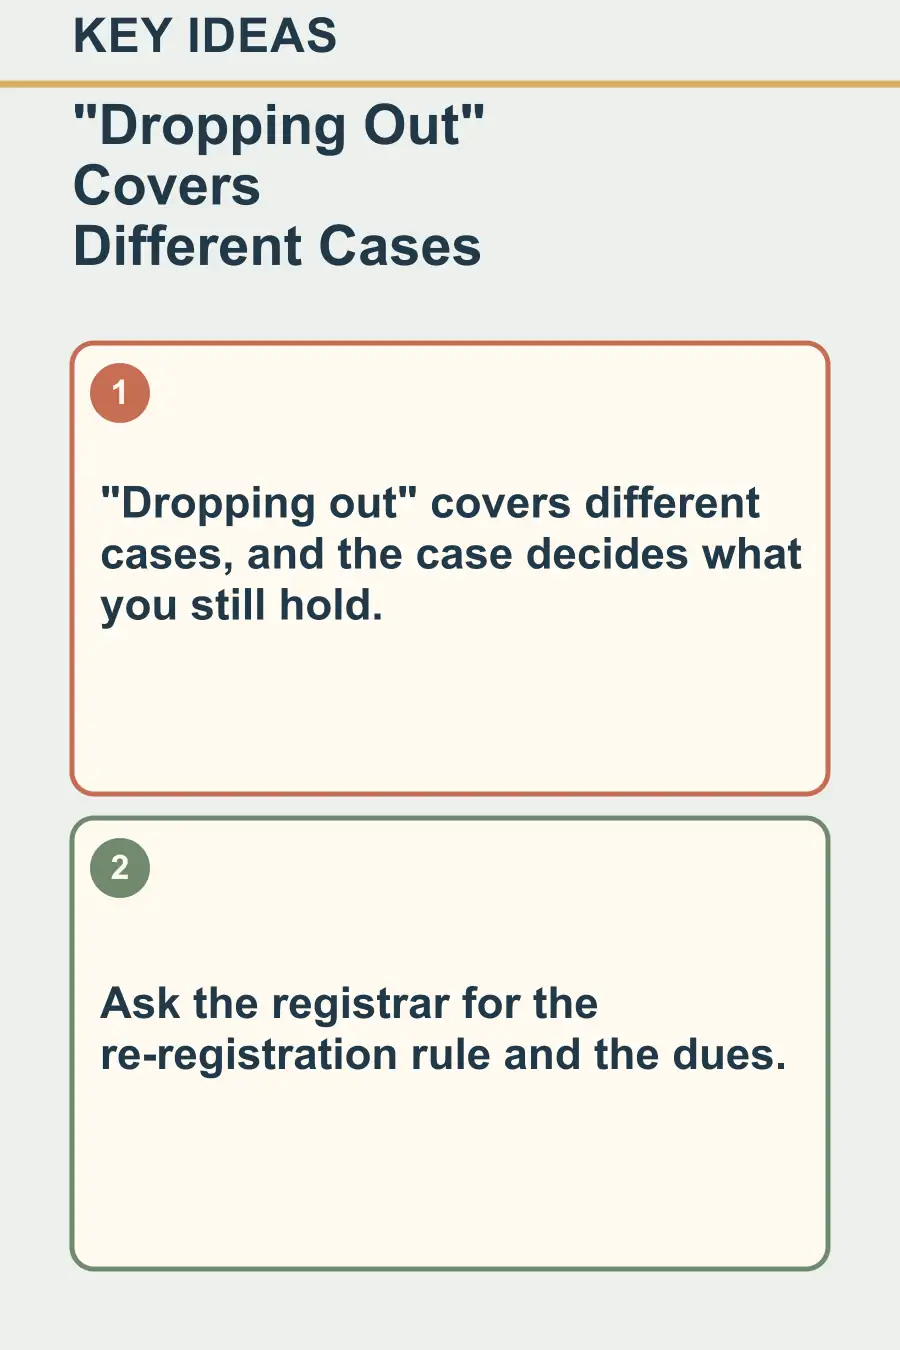 KEY IDEAS
"Dropping Out"
Covers
Different Cases
1
"Dropping out" covers different
cases, and the case decides what
you still hold.
2
Ask the registrar for the
re-registration rule and the dues.